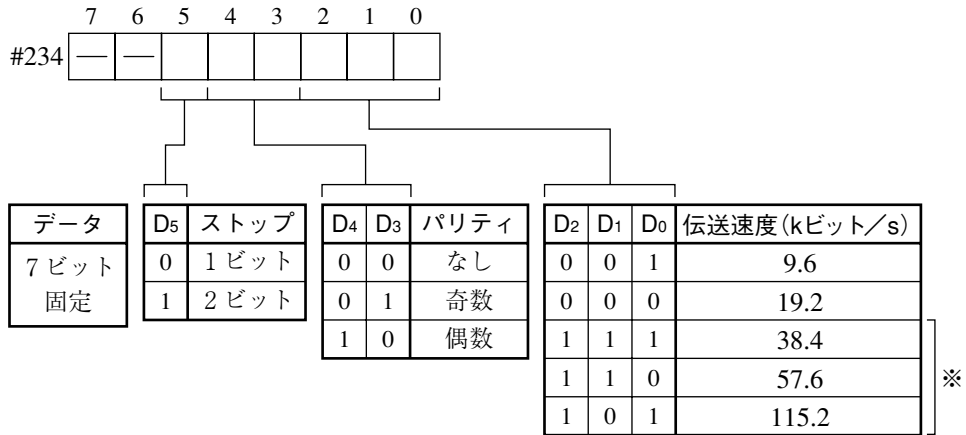 7 6 5 4 3 2 1 0
#234 — —
データ
7ビット
固定
D5 ストップ
0 1ビット
1 2ビット
D4 D3 パリティ
0 0 なし
0 1 奇数
1 0 偶数
D2 D1 D0 伝送速度(kビット/s)
0 0 1 9.6
0 0 0 19.2
1 1 1 38.4
1 1 0 57.6
1 0 1 115.2
※